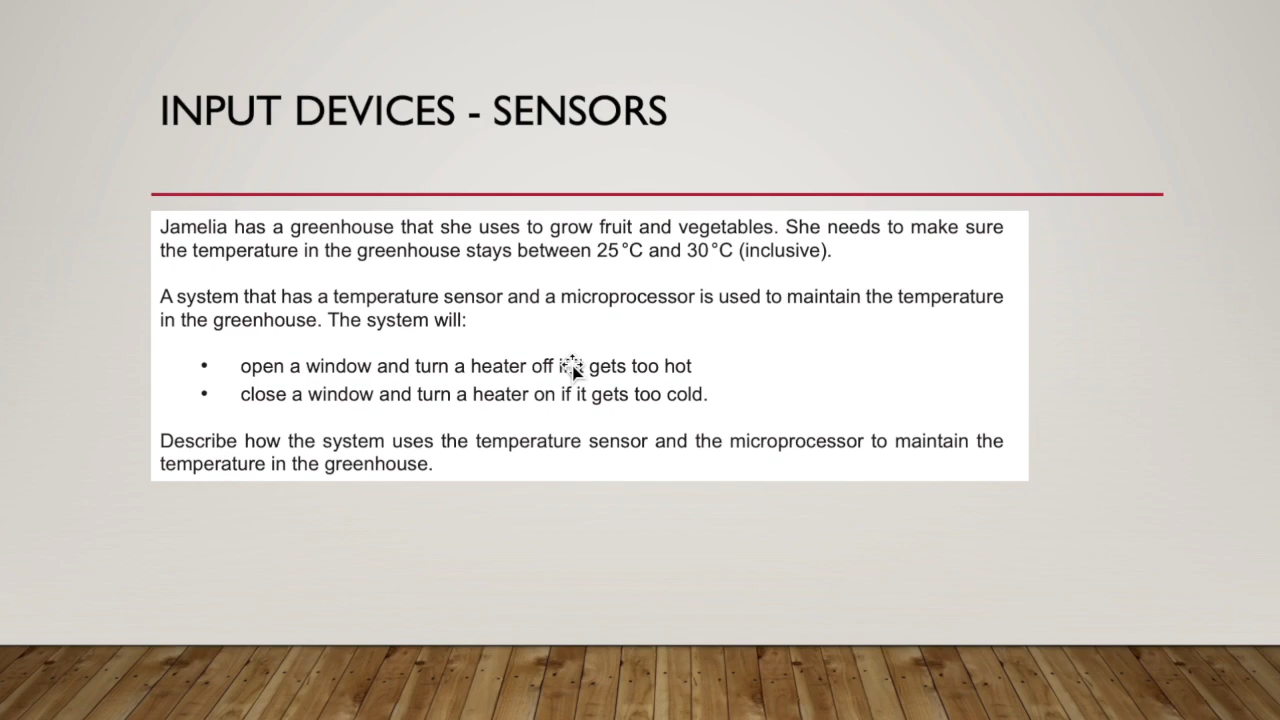 INPUT DEVICES - SENSORS
Jamelia has a greenhouse that she uses to grow fruit and vegetables. She needs to make sure
the temperature in the greenhouse stays between 25 °C and 30 °C (inclusive).
A system that has a temperature sensor and a microprocessor is used to maintain the temperature
in the greenhouse. The system will:
• open a window and turn a heater off if it gets too hot
• close a window and turn a heater on if it gets too cold.
Describe how the system uses the temperature sensor and the microprocessor to maintain the
temperature in the greenhouse.